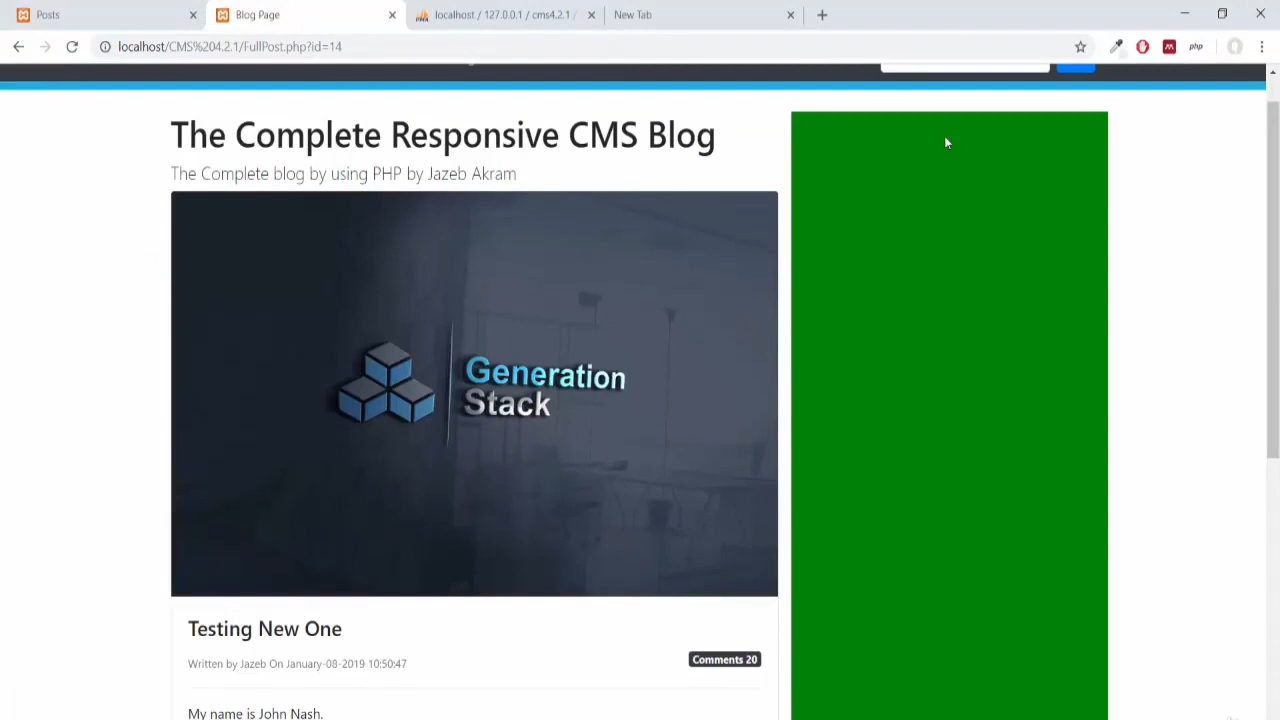 Posts
Blog Page
localhost / 127.0.0.1 / cms4.2.1 /
New Tab
localhost/CMS%204.2.1/FullPost.php?id=14
php
The Complete Responsive CMS Blog
The Complete blog by using PHP by Jazeb Akram
Generation
Stack
Testing New One
Written by Jazeb On January-08-2019 10:50:47
Comments 20
My name is John Nash.